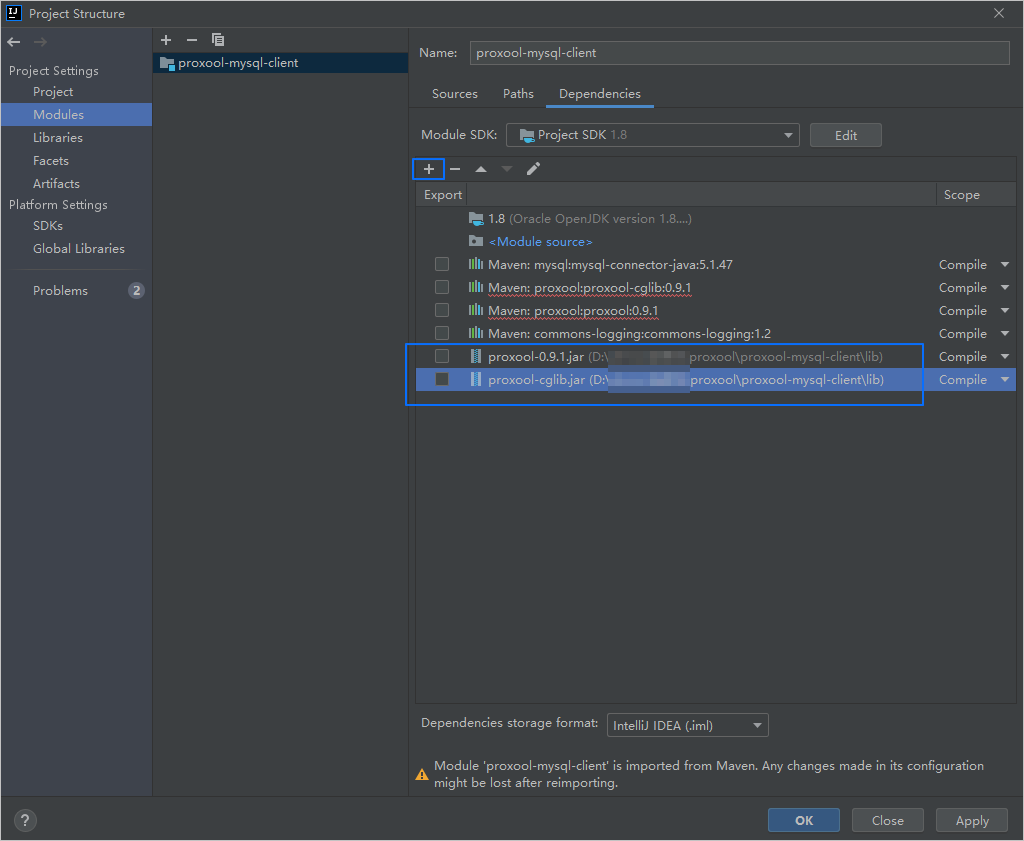 Project Structure
Project Settings
Project
Modules
Libraries
Facets
Artifacts
Platform Settings
SDKs
Global Libraries
Problems 2
proxool-mysql-client
Name: proxool-mysql-client
Sources Paths Dependencies
Module SDK: Project SDK 1.8 Edit
Export Scope
1.8 (Oracle OpenJDK version 1.8....)
<Module source>
Maven: mysql:mysql-connector-java:5.1.47 Compile
Maven: proxool:proxool-cglib:0.9.1 Compile
Maven: proxool:proxool:0.9.1 Compile
Maven: commons-logging:commons-logging:1.2 Compile
proxool-0.9.1.jar (D:\ proxool\proxool-mysql-client\lib) Compile
proxool-cglib.jar (D:\ proxool\proxool-mysql-client\lib) Compile
Dependencies storage format: IntelliJ IDEA (.iml)
Module 'proxool-mysql-client' is imported from Maven. Any changes made in its configuration
might be lost after reimporting.
? OK Close Apply